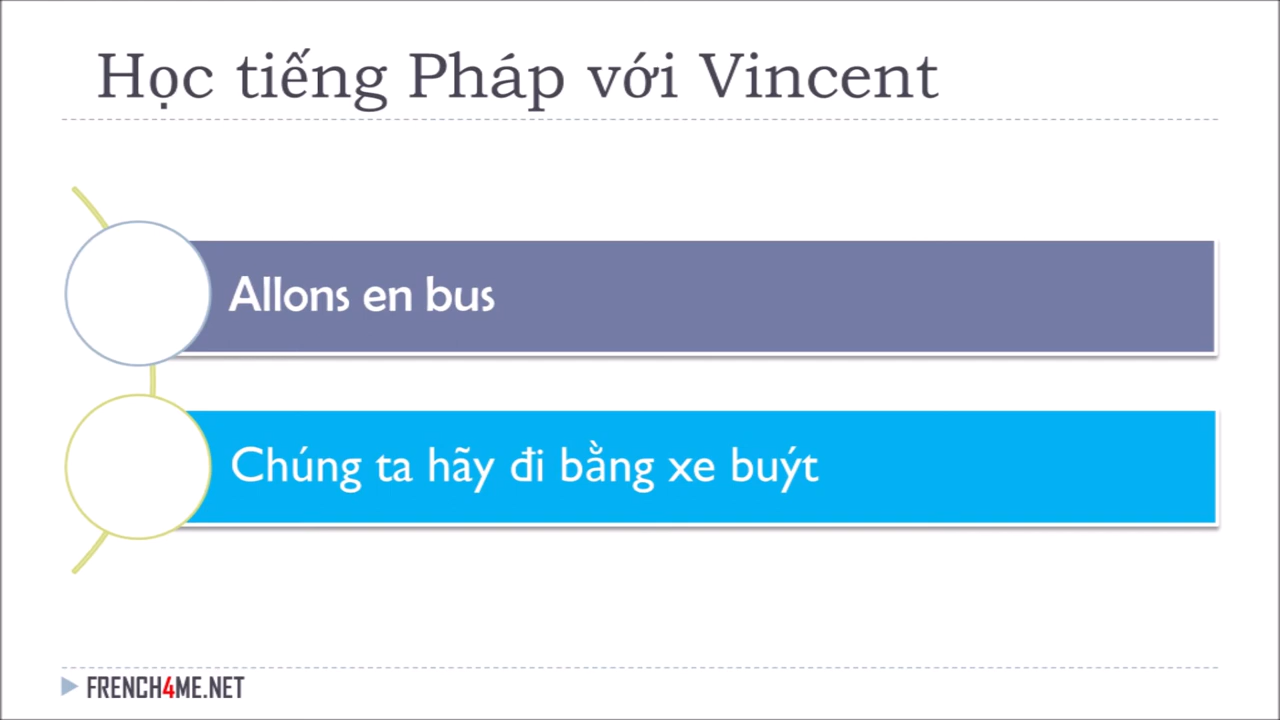 Học tiếng Pháp với Vincent
Allons en bus
Chúng ta hãy đi bằng xe buýt
FRENCH4ME.NET